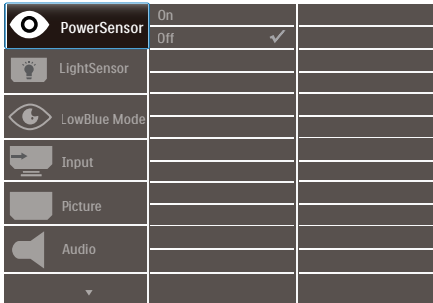 PowerSensor
On
Off
LightSensor
LowBlue Mode
Input
Picture
Audio